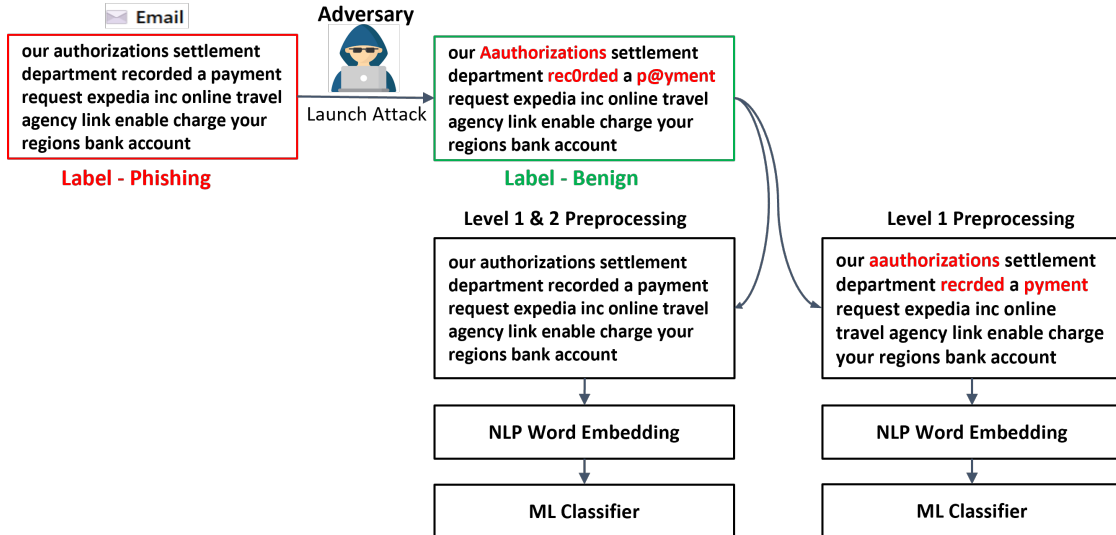 Email
our authorizations settlement
department recorded a payment
request expedia inc online travel
agency link enable charge your
regions bank account
Label - Phishing
Adversary
Launch Attack
our Aauthorizations settlement
department rec0rded a p@yment
request expedia inc online travel
agency link enable charge your
regions bank account
Label - Benign
Level 1 & 2 Preprocessing
our authorizations settlement
department recorded a payment
request expedia inc online travel
agency link enable charge your
regions bank account
NLP Word Embedding
ML Classifier
Level 1 Preprocessing
our aauthorizations settlement
department recrded a pyment
request expedia inc online
travel agency link enable charge
your regions bank account
NLP Word Embedding
ML Classifier